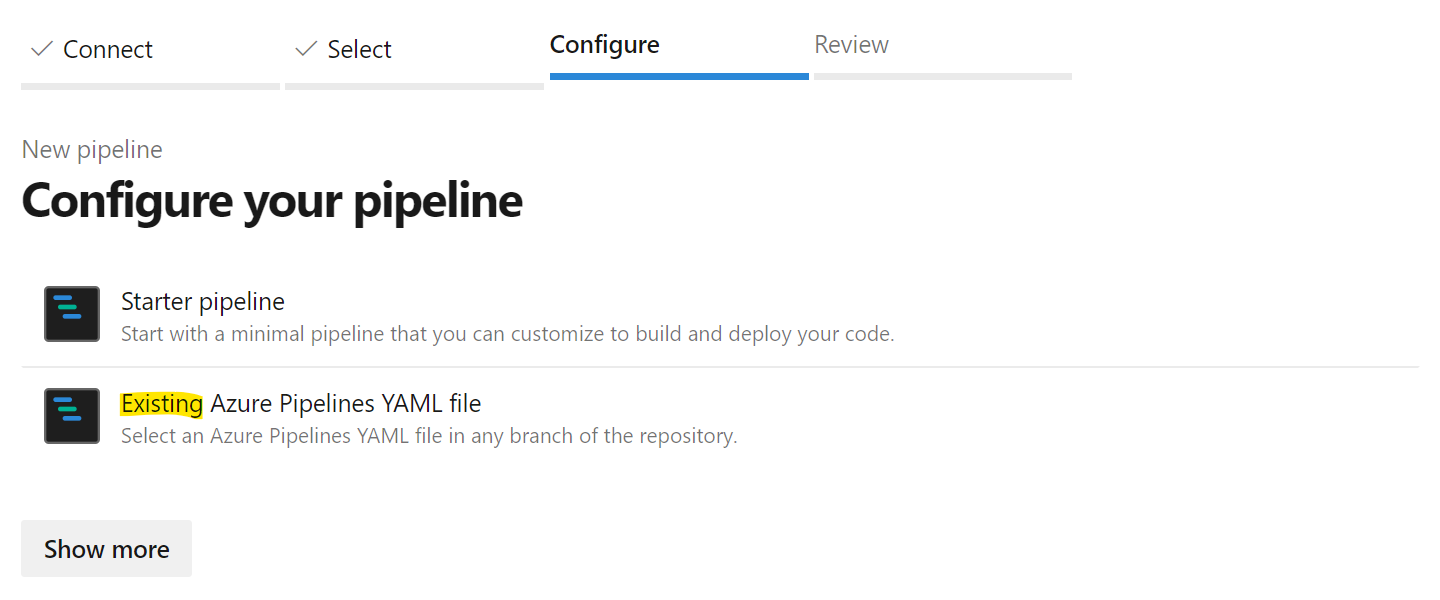 Connect
Select
Configure
Review
New pipeline
Configure your pipeline
Starter pipeline
Start with a minimal pipeline that you can customize to build and deploy your code.
Existing Azure Pipelines YAML file
Select an Azure Pipelines YAML file in any branch of the repository.
Show more